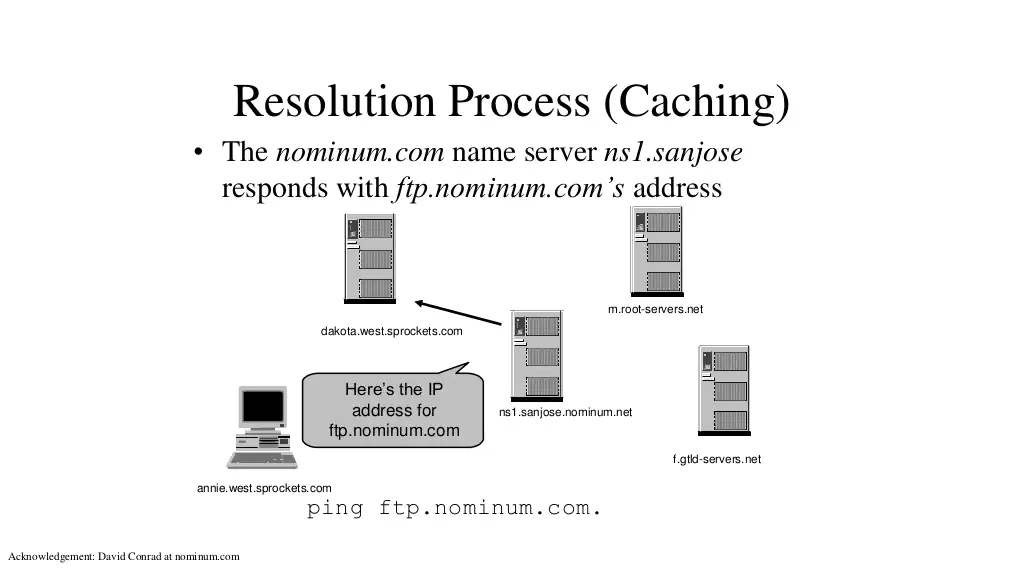 Resolution Process (Caching)
• The nominum.com name server ns1.sanjose
responds with ftp.nominum.com’s address
m.root-servers.net
dakota.west.sprockets.com
Here’s the IP
address for
ftp.nominum.com
ns1.sanjose.nominum.net
f.gtld-servers.net
annie.west.sprockets.com
ping ftp.nominum.com.
Acknowledgement: David Conrad at nominum.com